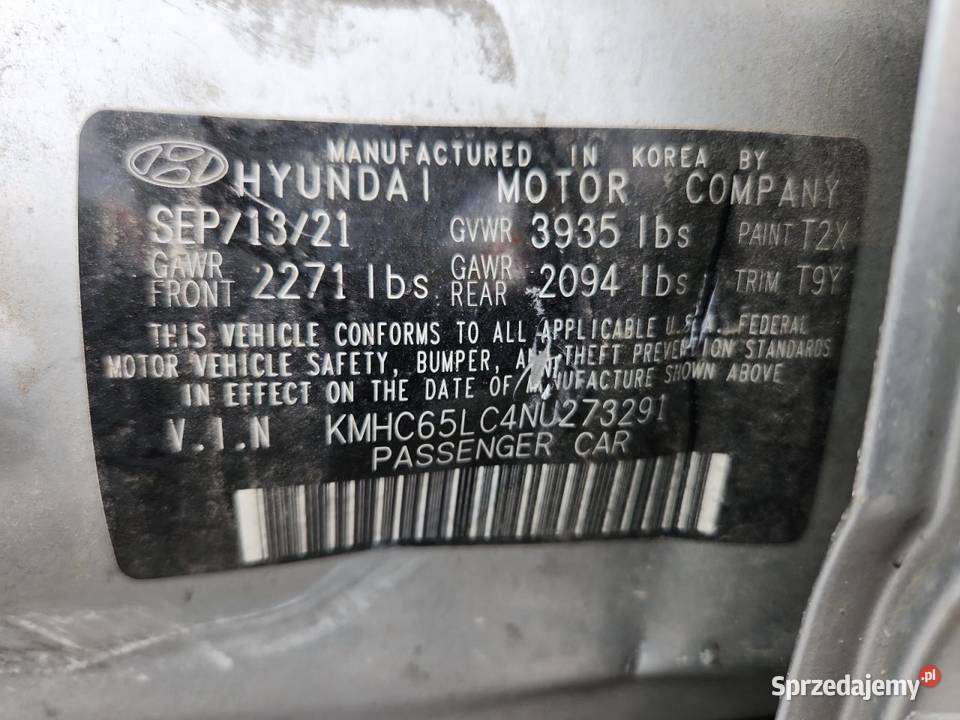 MANUFACTURED IN KOREA BY
HYUNDAI MOTOR COMPANY
SEP/13/21 GVWR 3935 lbs PAINT T2X
GAWR FRONT 2271 lbs GAWR REAR 2094 lbs TRIM T9Y
THIS VEHICLE CONFORMS TO ALL APPLICABLE U.S.A. FEDERAL
MOTOR VEHICLE SAFETY, BUMPER, AND THEFT PREVENTION STANDARDS
IN EFFECT ON THE DATE OF MANUFACTURE SHOWN ABOVE
V.I.N KMHC65LC4NU273291
PASSENGER CAR
Sprzedajemy.pl